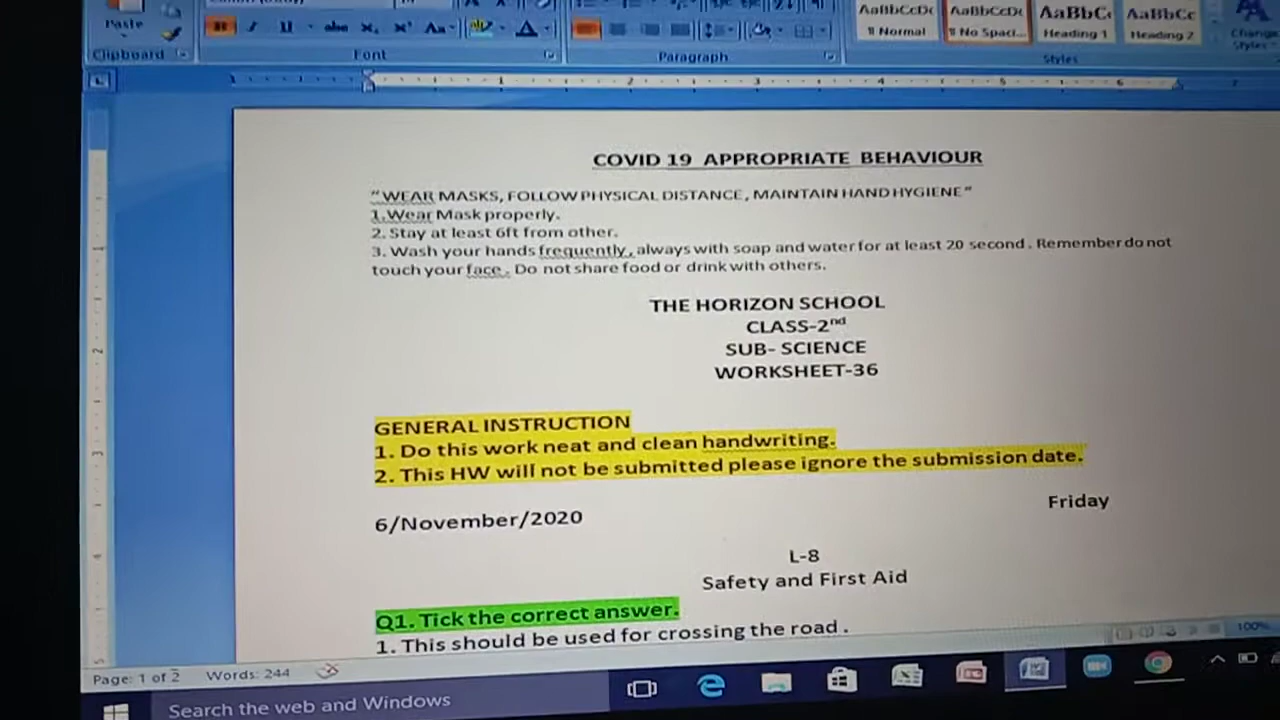 Paste
Clipboard
Font
Paragraph
Styles
AaBbCcDc
AaBbCcDc
AaBbC
AaBbCc
¶ Normal
¶ No Spaci...
Heading 1
Heading 2
Change
Styles
COVID 19 APPROPRIATE BEHAVIOUR
"WEAR MASKS, FOLLOW PHYSICAL DISTANCE, MAINTAIN HAND HYGIENE"
1.Wear Mask properly.
2. Stay at least 6ft from other.
3. Wash your hands frequently, always with soap and water for at least 20 second. Remember do not
touch your face. Do not share food or drink with others.
THE HORIZON SCHOOL
CLASS-2nd
SUB- SCIENCE
WORKSHEET-36
GENERAL INSTRUCTION
1. Do this work neat and clean handwriting.
2. This HW will not be submitted please ignore the submission date.
6/November/2020 Friday
L-8
Safety and First Aid
Q1. Tick the correct answer.
1. This should be used for crossing the road.
Page: 1 of 2 Words: 244 100%
Search the web and Windows